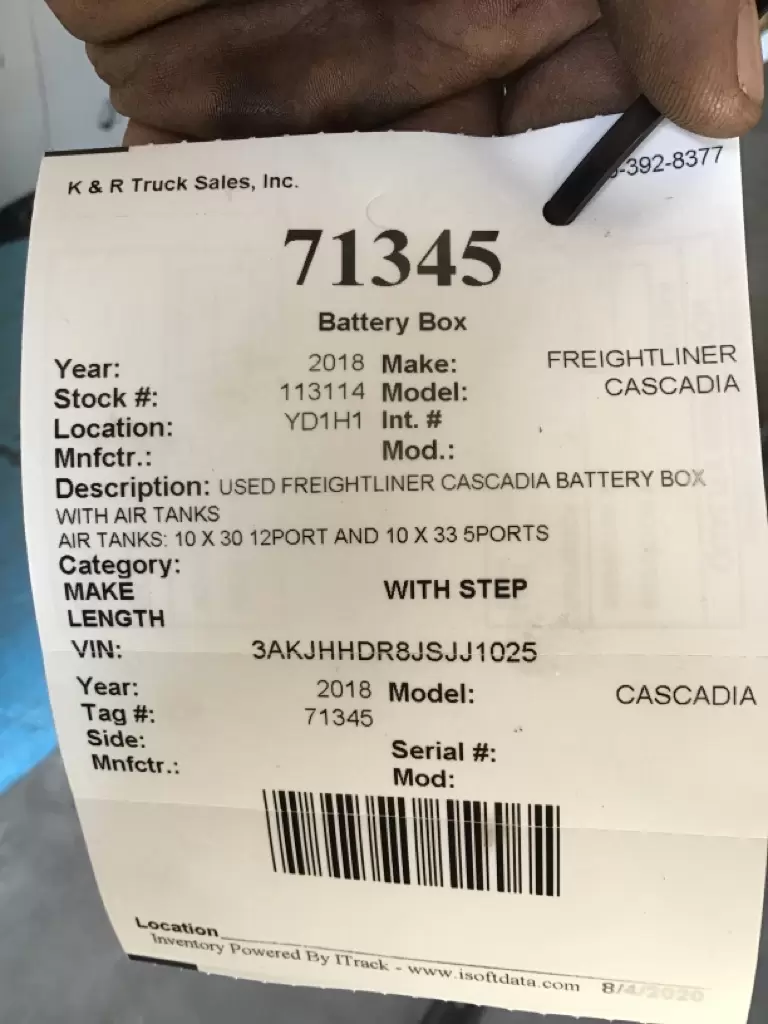 K & R Truck Sales, Inc.
-392-8377
71345
Battery Box
Year: 2018 Make: FREIGHTLINER
Stock #: 113114 Model: CASCADIA
Location: YD1H1 Int. #
Mnfctr.: Mod.:
Description: USED FREIGHTLINER CASCADIA BATTERY BOX
WITH AIR TANKS
AIR TANKS: 10 X 30 12PORT AND 10 X 33 5PORTS
Category:
MAKE WITH STEP
LENGTH
VIN: 3AKJHHDR8JSJJ1025
Year: 2018 Model: CASCADIA
Tag #: 71345
Side: Serial #:
Mnfctr.: Mod:
Location
Inventory Powered By ITrack - www.isoftdata.com 8/4/2020